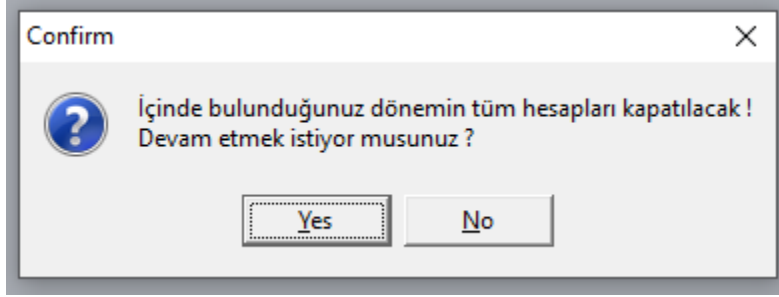 Confirm
İçinde bulunduğunuz dönemin tüm hesapları kapatılacak !
Devam etmek istiyor musunuz ?
Yes
No